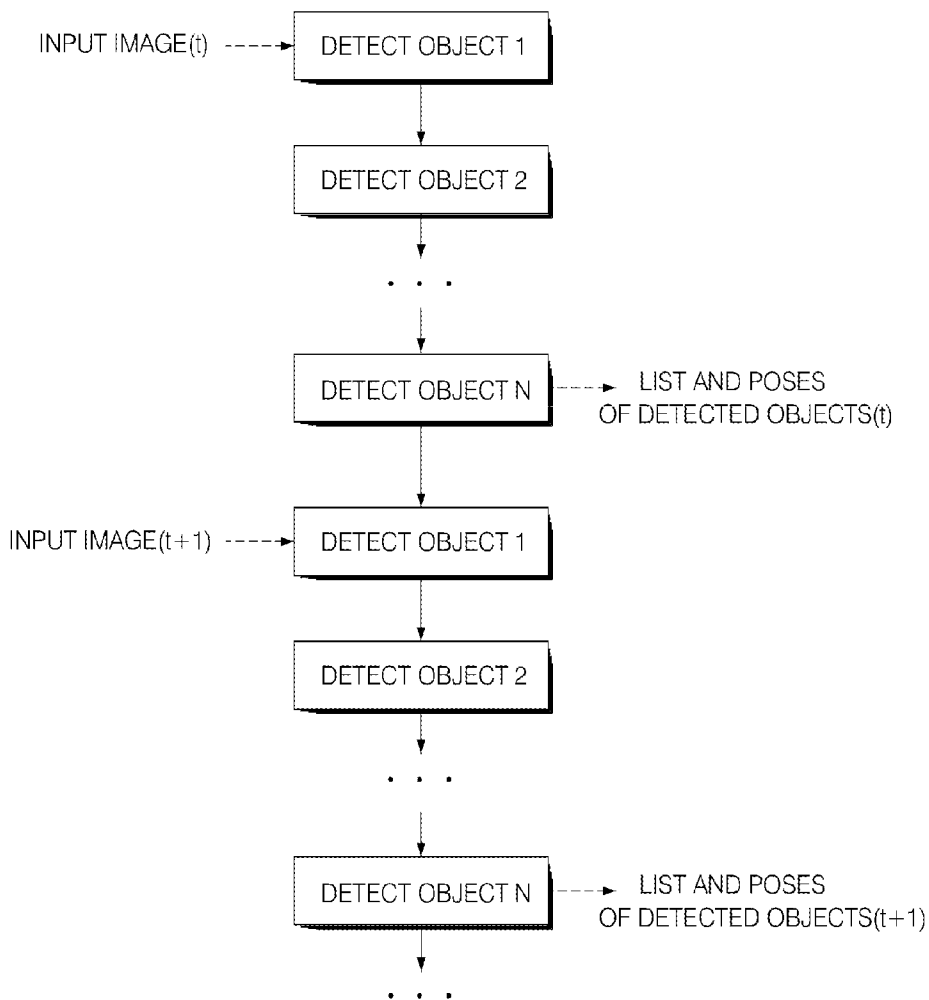 INPUT IMAGE(t)
DETECT OBJECT 1
DETECT OBJECT 2
. . .
DETECT OBJECT N
LIST AND POSES
OF DETECTED OBJECTS(t)
INPUT IMAGE(t+1)
DETECT OBJECT 1
DETECT OBJECT 2
. . .
DETECT OBJECT N
LIST AND POSES
OF DETECTED OBJECTS(t+1)
. . .